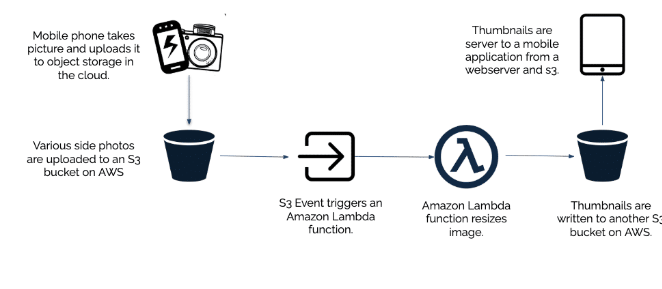 Mobile phone takes
picture and uploads it
to object storage in
the cloud.
Thumbnails are
server to a mobile
application from a
webserver and s3.
Various side photos
are uploaded to an S3
bucket on AWS
S3 Event triggers an
Amazon Lambda
function.
Amazon Lambda
function resizes
image.
Thumbnails are
written to another S3
bucket on AWS.